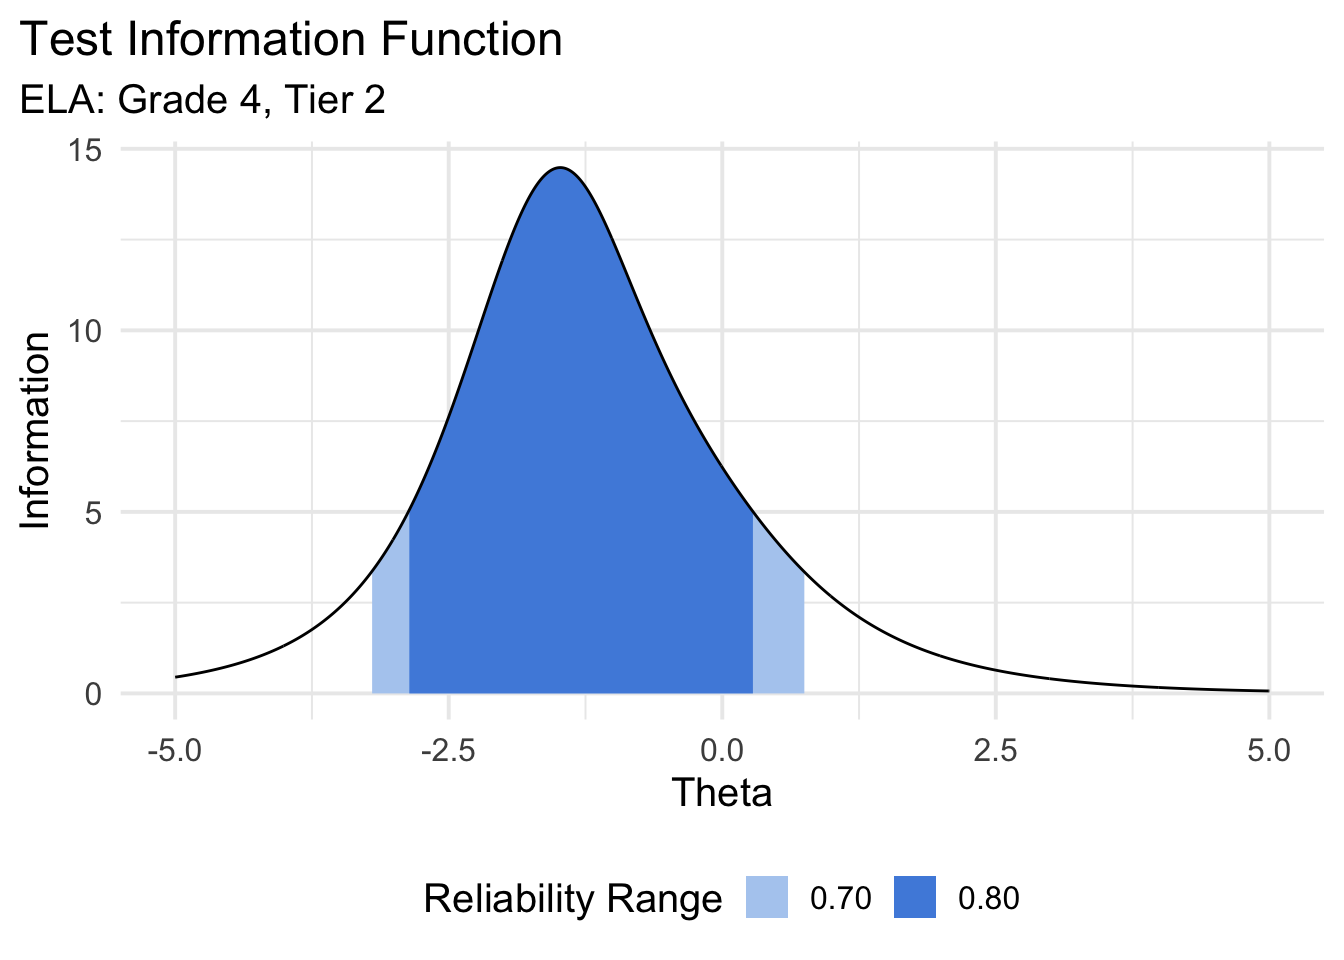 Test Information Function
ELA: Grade 4, Tier 2
15
10
5
0
Information
-5.0 -2.5 0.0 2.5 5.0
Theta
Reliability Range 0.70 0.80